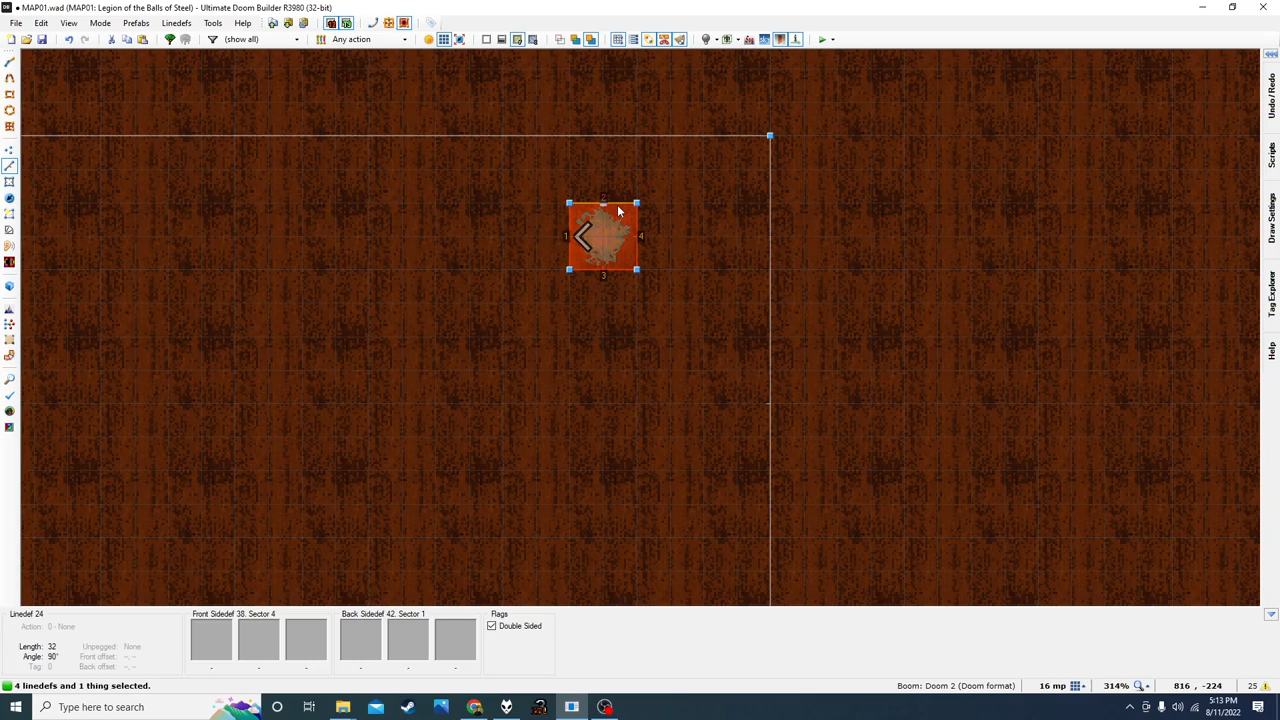 MAP01.wad (MAP01: Legion of the Balls of Steel) - Ultimate Doom Builder R3980 (32-bit)
File Edit View Mode Prefabs Linedefs Tools Help
(show all) Any action
Undo / Redo
Scripts
Draw Settings
Tag Explorer
Help
2
1 4
3
Linedef 24
Action: 0 - None
Length: 32 Unpegged: None
Angle: 90° Front offset: --, --
Tag: 0 Back offset: --, --
Front Sidedef 38. Sector 4
- - -
Back Sidedef 42. Sector 1
- - -
Flags
Double Sided
4 linedefs and 1 thing selected.
Boom: Doom 2 (Doom format) 16 mp 314% 816 , -224 25
Type here to search
5:13 PM
8/11/2022